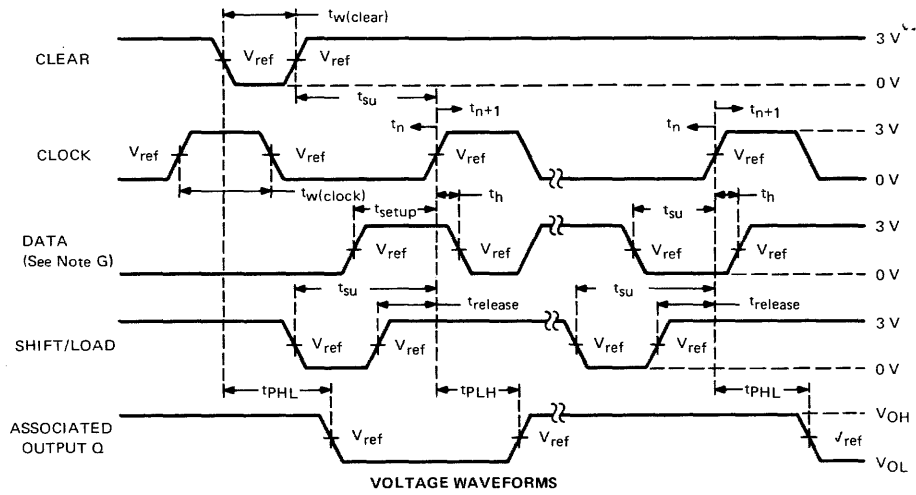 tw(clear)
CLEAR Vref Vref 3 V
0 V
tsu
tn tn+1 tn tn+1
CLOCK Vref Vref Vref Vref 3 V
0 V
tw(clock)
tsetup th tsu th
DATA
(See Note G)
Vref Vref Vref Vref 3 V
0 V
tsu trelease tsu trelease
SHIFT/LOAD Vref Vref Vref Vref 3 V
0 V
tPHL tPLH tPHL
ASSOCIATED
OUTPUT Q
Vref Vref Vref VOH
VOL
VOLTAGE WAVEFORMS